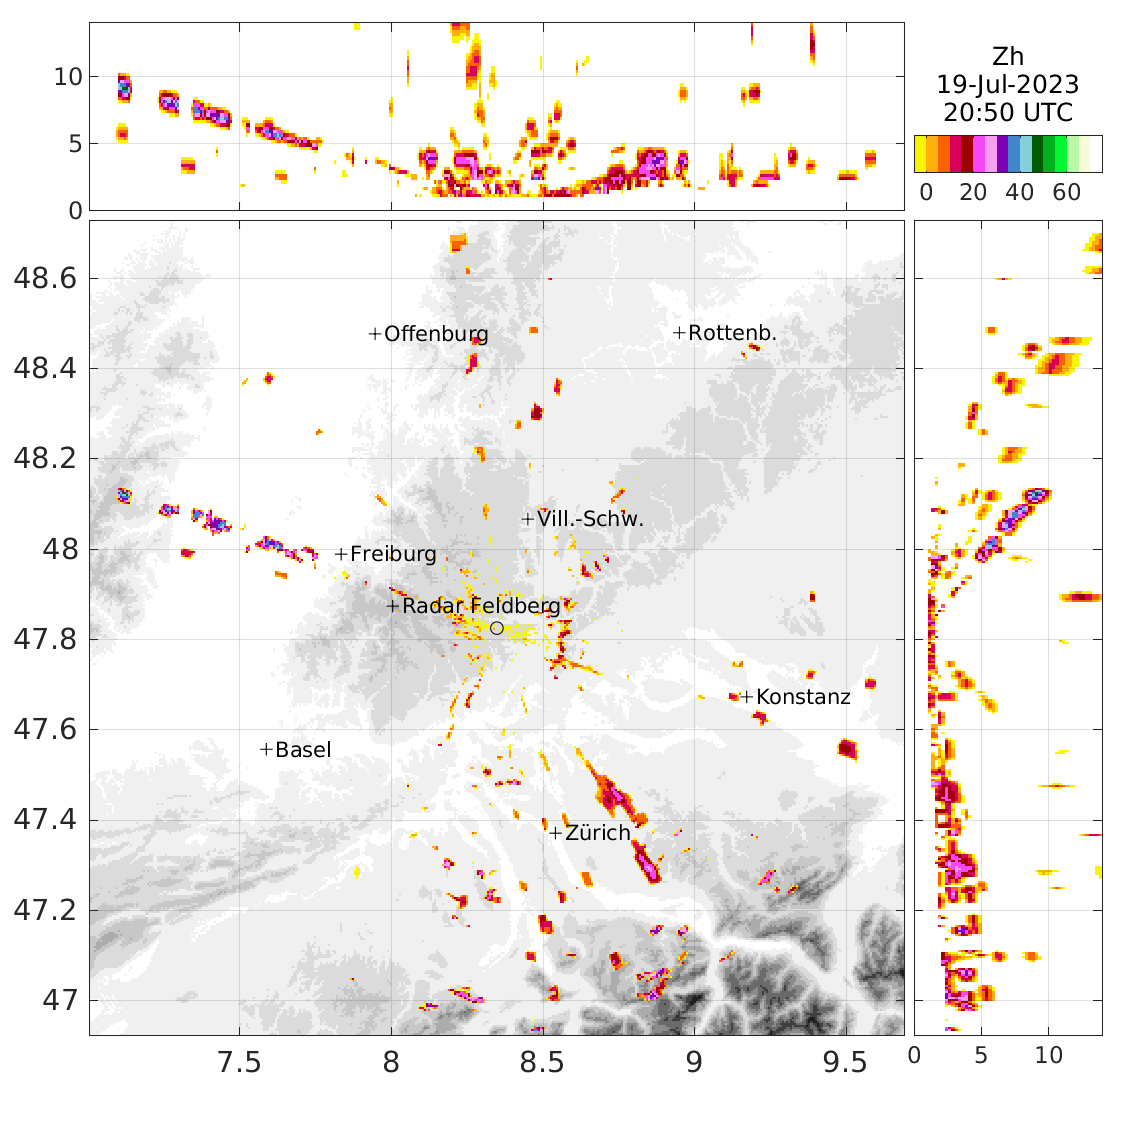 Zh
19-Jul-2023
20:50 UTC
0 20 40 60
10
5
0
48.6
48.4
48.2
48
47.8
47.6
47.4
47.2
47
+Offenburg
+Rottenb.
+Vill.-Schw.
+Freiburg
+Radar Feldberg
+Konstanz
+Basel
+Zürich
7.5 8 8.5 9 9.5
0 5 10